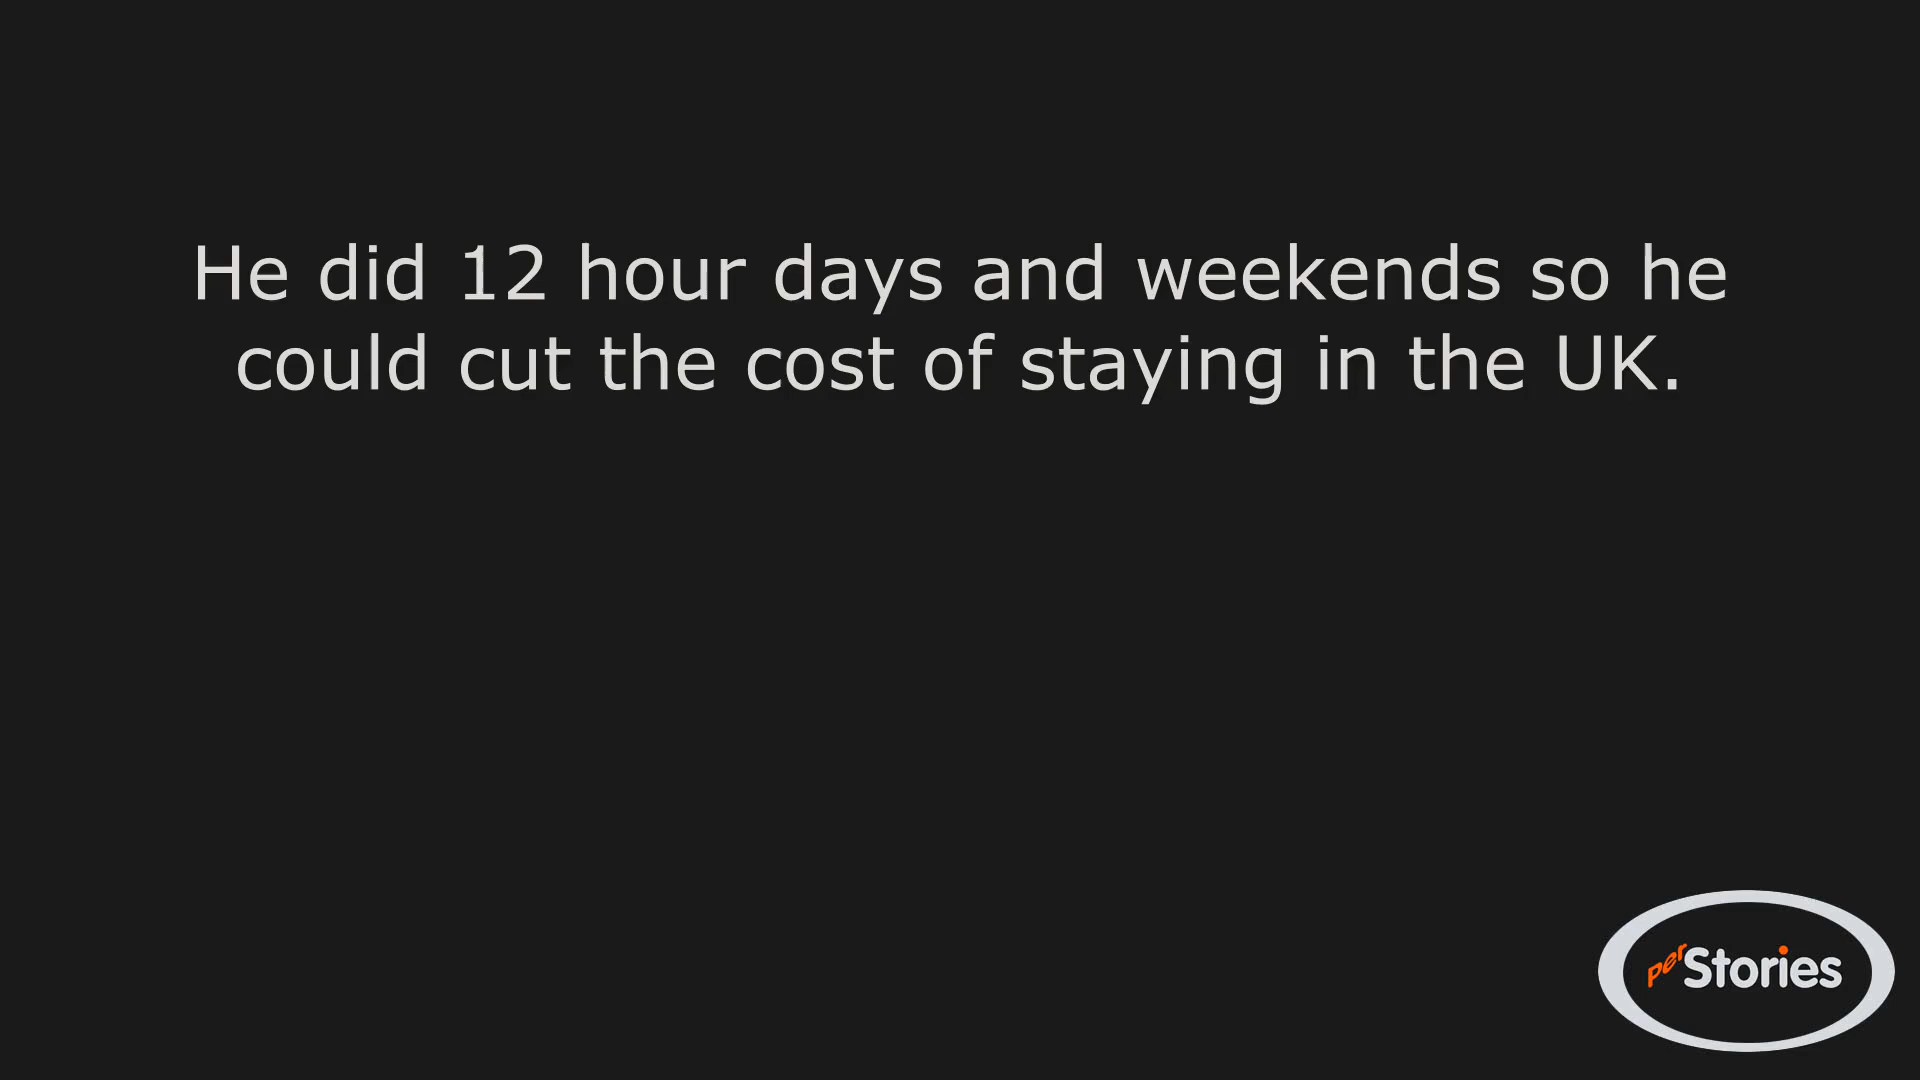 He did 12 hour days and weekends so he
could cut the cost of staying in the UK.
perStories